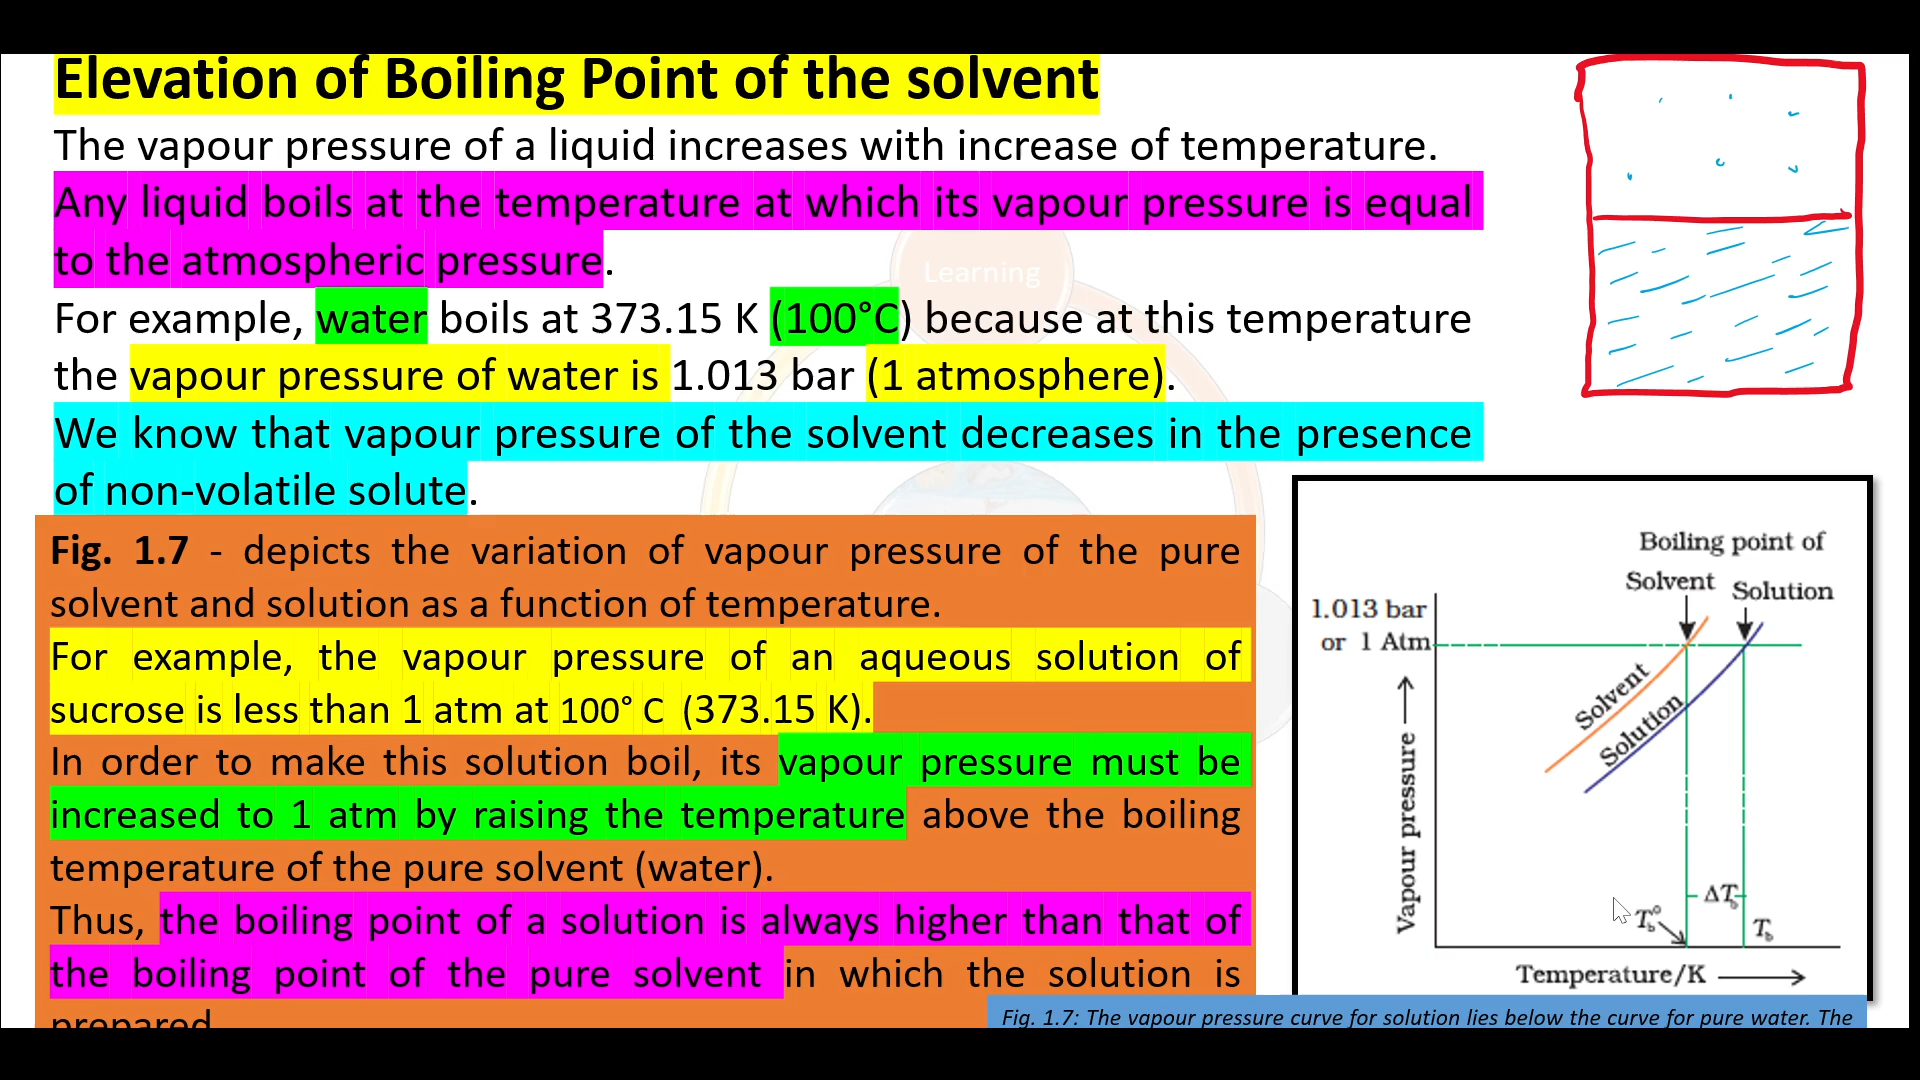 Elevation of Boiling Point of the solvent
The vapour pressure of a liquid increases with increase of temperature.
Any liquid boils at the temperature at which its vapour pressure is equal
to the atmospheric pressure.
Learning
For example, water boils at 373.15 K (100°C) because at this temperature
the vapour pressure of water is 1.013 bar (1 atmosphere).
We know that vapour pressure of the solvent decreases in the presence
of non-volatile solute.
Fig. 1.7 - depicts the variation of vapour pressure of the pure
solvent and solution as a function of temperature.
For example, the vapour pressure of an aqueous solution of
sucrose is less than 1 atm at 100° C (373.15 K).
In order to make this solution boil, its vapour pressure must be
increased to 1 atm by raising the temperature above the boiling
temperature of the pure solvent (water).
Thus, the boiling point of a solution is always higher than that of
the boiling point of the pure solvent in which the solution is
prepared
Boiling point of
Solvent Solution
1.013 bar
or 1 Atm
Solvent
Solution
Vapour pressure
ΔTb
Tb°
Tb
Temperature/K
Fig. 1.7: The vapour pressure curve for solution lies below the curve for pure water. The